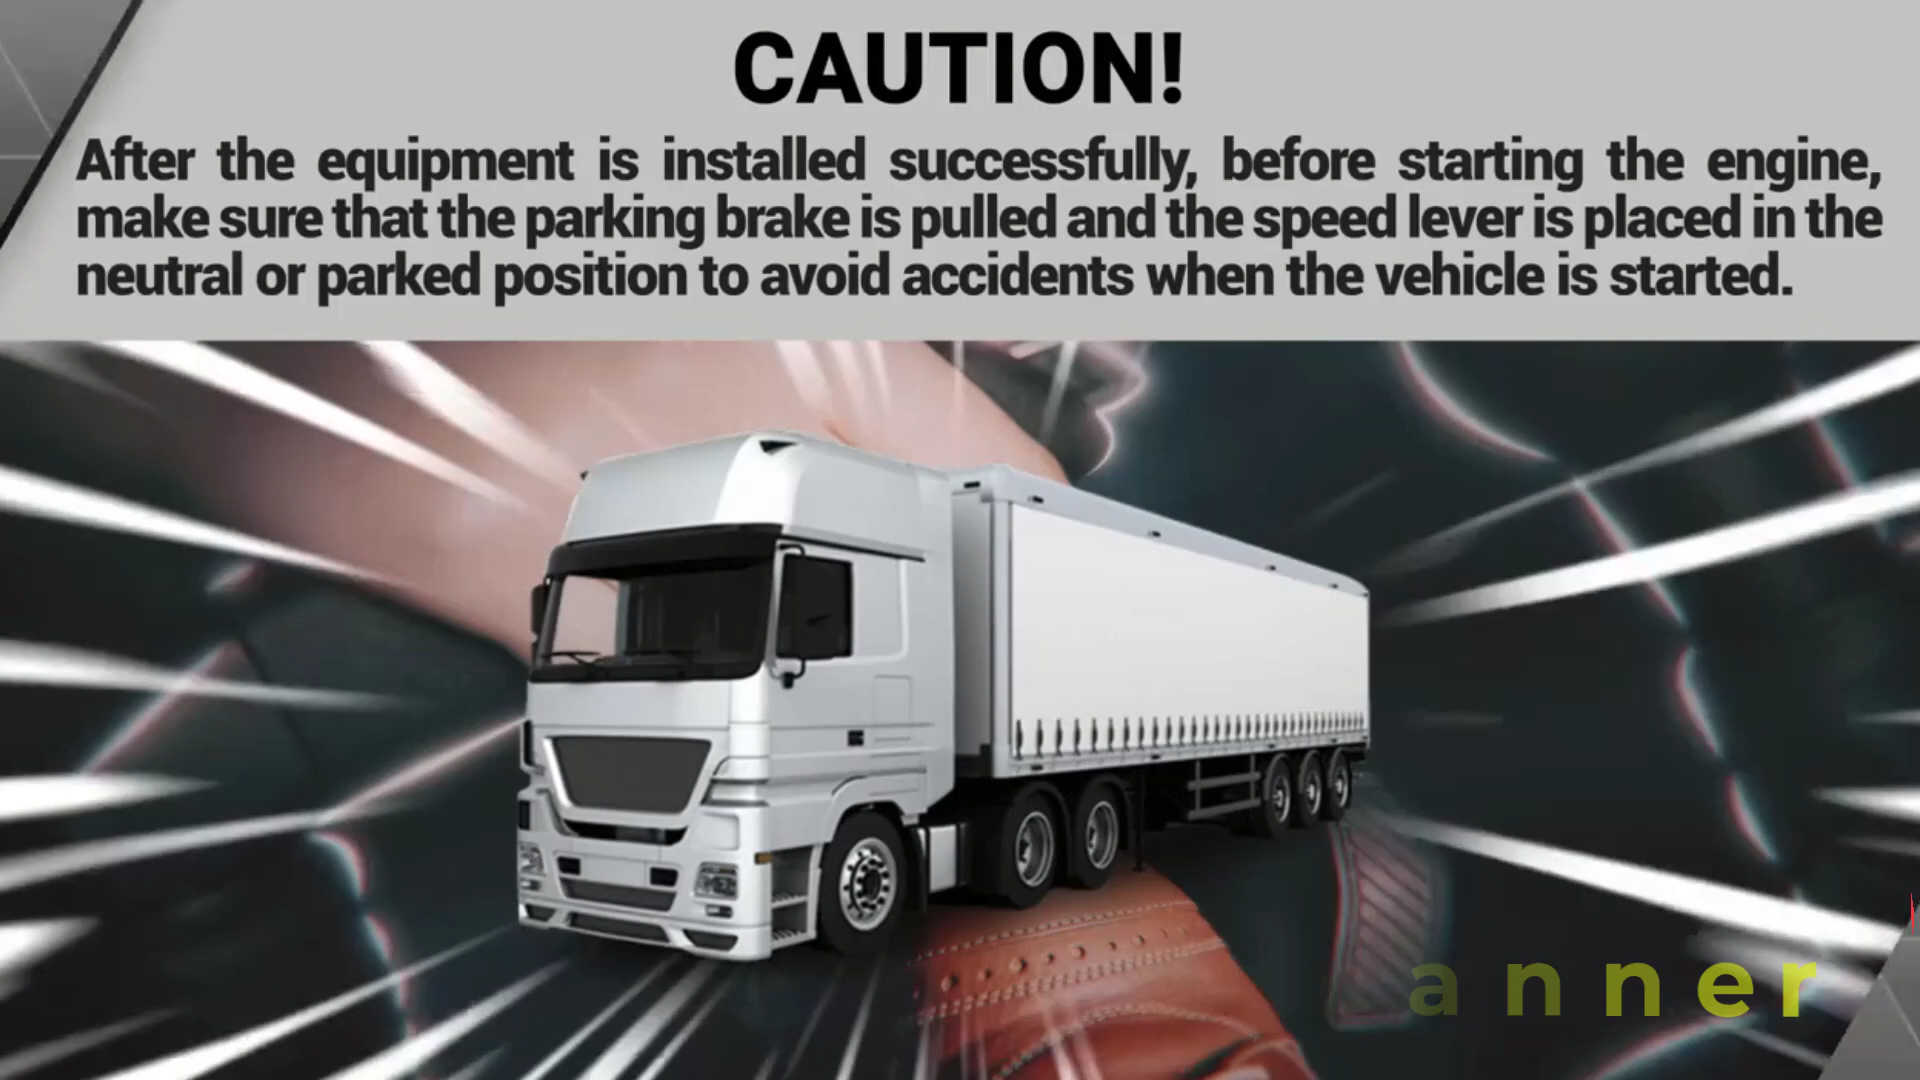 CAUTION!
After the equipment is installed successfully, before starting the engine,
make sure that the parking brake is pulled and the speed lever is placed in the
neutral or parked position to avoid accidents when the vehicle is started.
anner